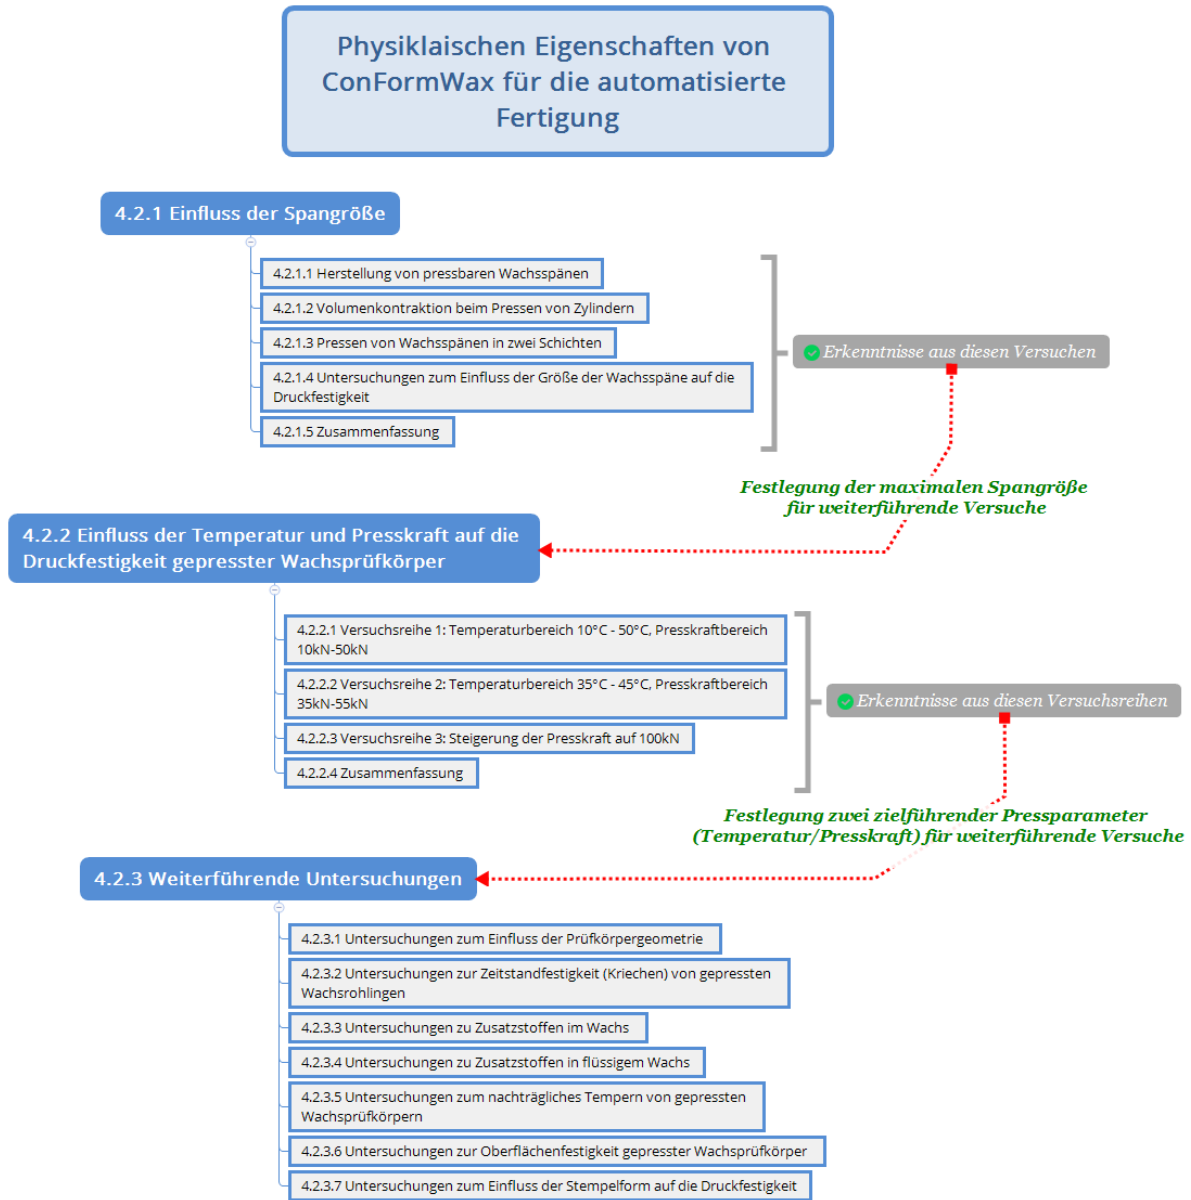 Physiklaischen Eigenschaften von
ConFormWax für die automatisierte
Fertigung
4.2.1 Einfluss der Spangröße
4.2.1.1 Herstellung von pressbaren Wachsspänen
4.2.1.2 Volumenkontraktion beim Pressen von Zylindern
4.2.1.3 Pressen von Wachsspänen in zwei Schichten
4.2.1.4 Untersuchungen zum Einfluss der Größe der Wachsspäne auf die
Druckfestigkeit
4.2.1.5 Zusammenfassung
Erkenntnisse aus diesen Versuchen
Festlegung der maximalen Spangröße
für weiterführende Versuche
4.2.2 Einfluss der Temperatur und Presskraft auf die
Druckfestigkeit gepresster Wachsprüfkörper
4.2.2.1 Versuchsreihe 1: Temperaturbereich 10°C - 50°C, Presskraftbereich
10kN-50kN
4.2.2.2 Versuchsreihe 2: Temperaturbereich 35°C - 45°C, Presskraftbereich
35kN-55kN
4.2.2.3 Versuchsreihe 3: Steigerung der Presskraft auf 100kN
4.2.2.4 Zusammenfassung
Erkenntnisse aus diesen Versuchsreihen
Festlegung zwei zielführender Pressparameter
(Temperatur/Presskraft) für weiterführende Versuche
4.2.3 Weiterführende Untersuchungen
4.2.3.1 Untersuchungen zum Einfluss der Prüfkörpergeometrie
4.2.3.2 Untersuchungen zur Zeitstandfestigkeit (Kriechen) von gepressten
Wachsrohlingen
4.2.3.3 Untersuchungen zu Zusatzstoffen im Wachs
4.2.3.4 Untersuchungen zu Zusatzstoffen in flüssigem Wachs
4.2.3.5 Untersuchungen zum nachträgliches Tempern von gepressten
Wachsprüfkörpern
4.2.3.6 Untersuchungen zur Oberflächenfestigkeit gepresster Wachsprüfkörper
4.2.3.7 Untersuchungen zum Einfluss der Stempelform auf die Druckfestigkeit